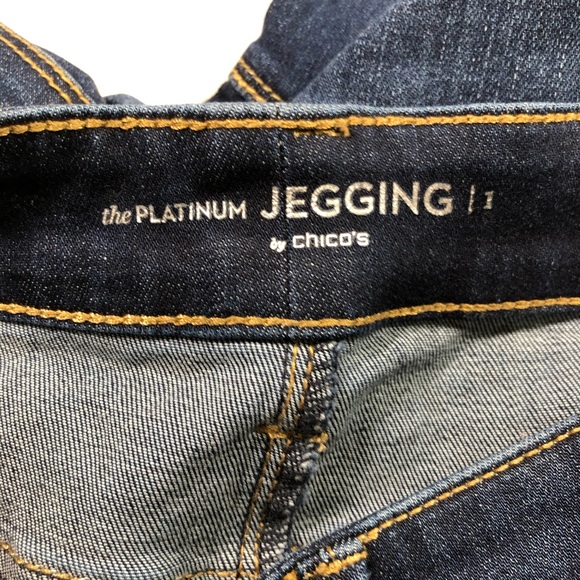 the PLATINUM JEGGING | 1
by chico's